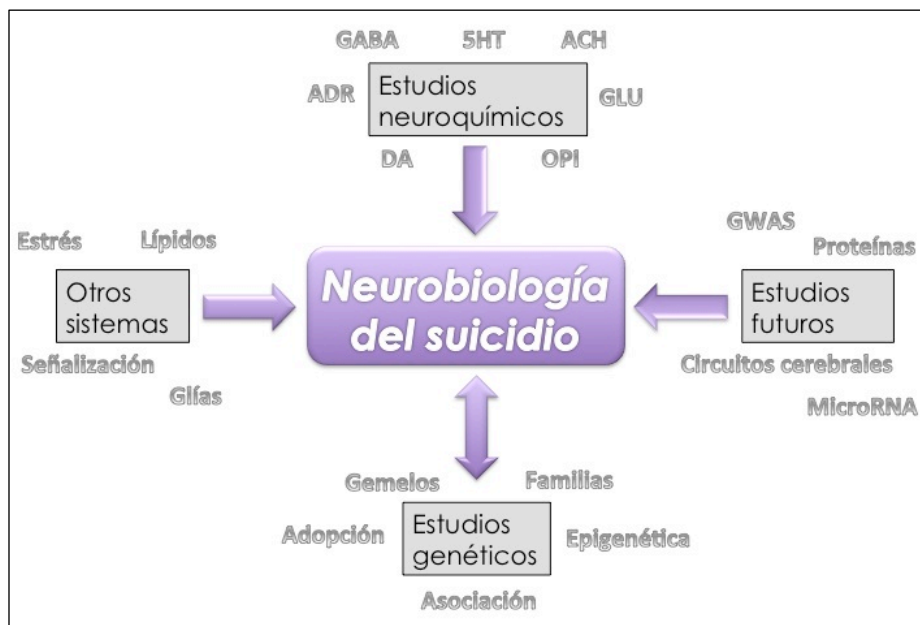 GABA 5HT ACH
ADR Estudios neuroquímicos GLU
DA OPI
Estrés Lípidos
Otros
sistemas
Señalización
Glías
Neurobiología
del suicidio
GWAS
Proteínas
Estudios
futuros
Circuitos cerebrales
MicroRNA
Gemelos Familias
Adopción Estudios genéticos Epigenética
Asociación